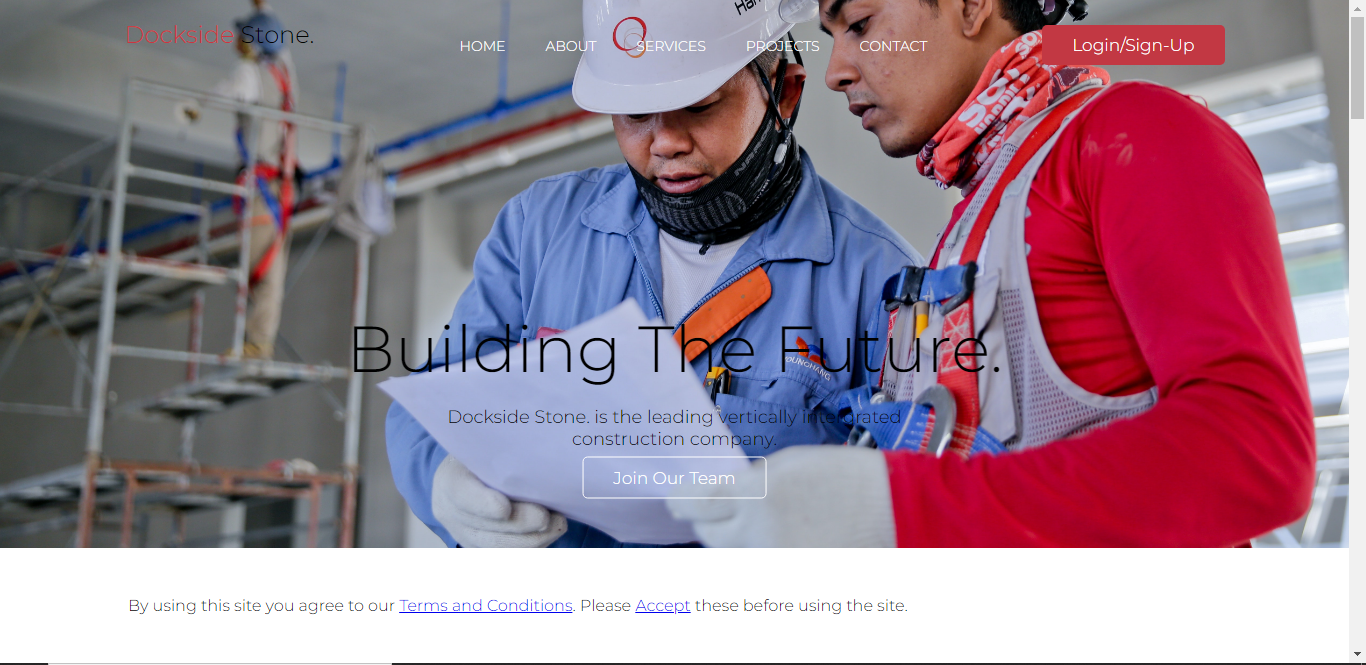 Dockside Stone.
HOME ABOUT SERVICES PROJECTS CONTACT
Login/Sign-Up
Building The Future.
YOUNGHANG
Dockside Stone. is the leading vertically intergrated
construction company.
Join Our Team
By using this site you agree to our Terms and Conditions. Please Accept these before using the site.